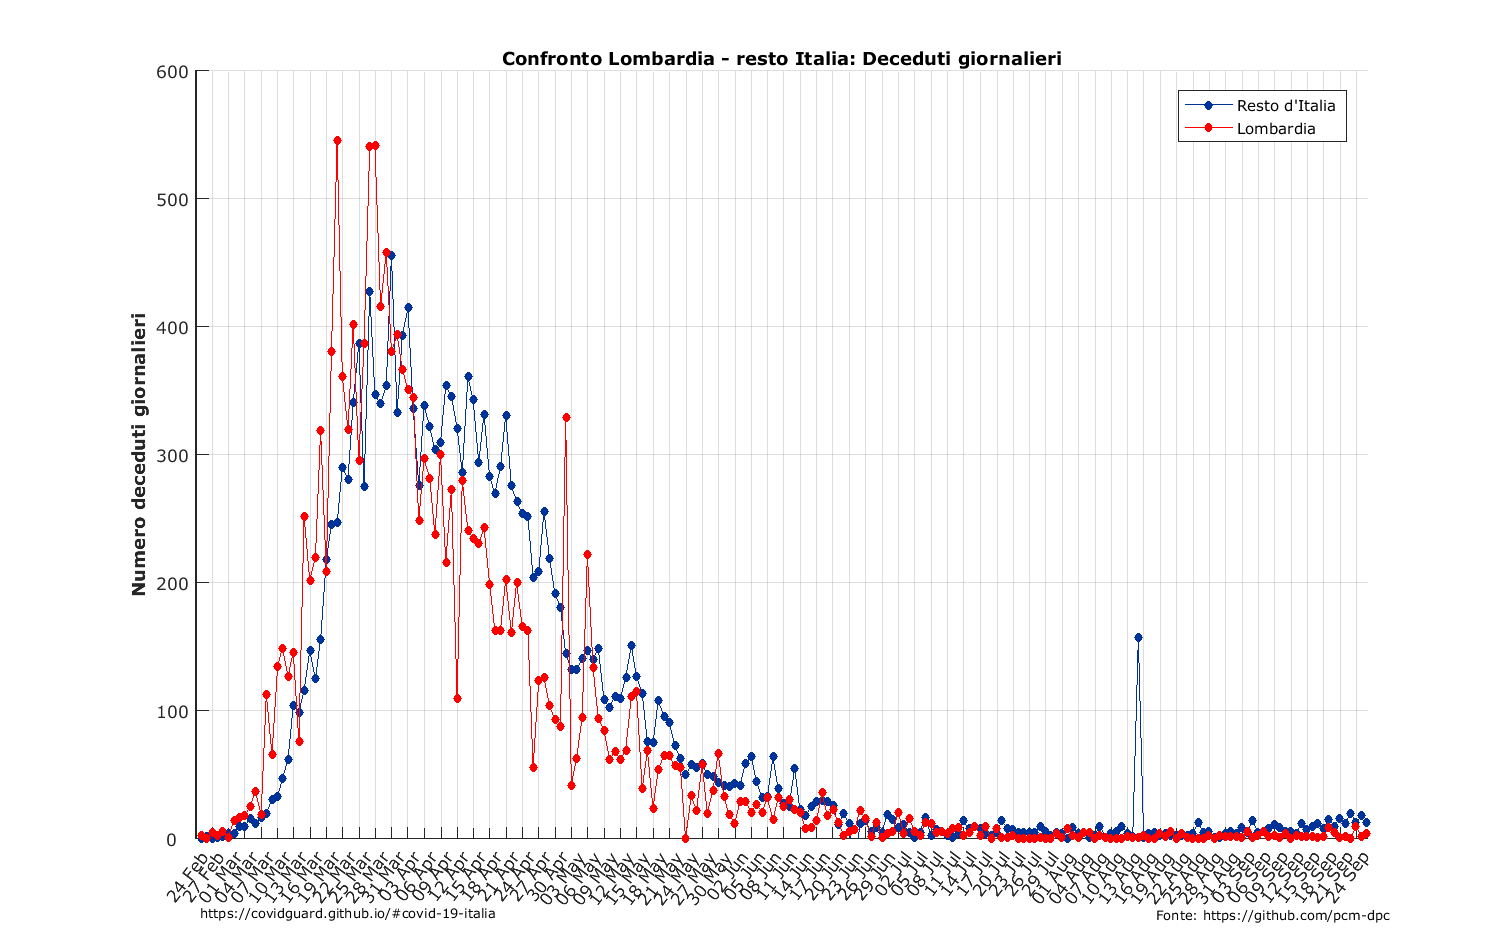 Confronto Lombardia - resto Italia: Deceduti giornalieri
Resto d'Italia
Lombardia
Numero deceduti giornalieri
600
500
400
300
200
100
0
24 Feb
27 Feb
01 Mar
04 Mar
07 Mar
10 Mar
13 Mar
16 Mar
19 Mar
22 Mar
25 Mar
28 Mar
31 Mar
03 Apr
06 Apr
09 Apr
12 Apr
15 Apr
18 Apr
21 Apr
24 Apr
27 Apr
30 Apr
03 May
06 May
09 May
12 May
15 May
18 May
21 May
24 May
27 May
30 May
02 Jun
05 Jun
08 Jun
11 Jun
14 Jun
17 Jun
20 Jun
23 Jun
26 Jun
29 Jun
02 Jul
05 Jul
08 Jul
11 Jul
14 Jul
17 Jul
20 Jul
23 Jul
26 Jul
29 Jul
01 Aug
04 Aug
07 Aug
10 Aug
13 Aug
16 Aug
19 Aug
22 Aug
25 Aug
28 Aug
31 Aug
03 Sep
06 Sep
09 Sep
12 Sep
15 Sep
18 Sep
21 Sep
24 Sep
https://covidguard.github.io/#covid-19-italia
Fonte: https://github.com/pcm-dpc